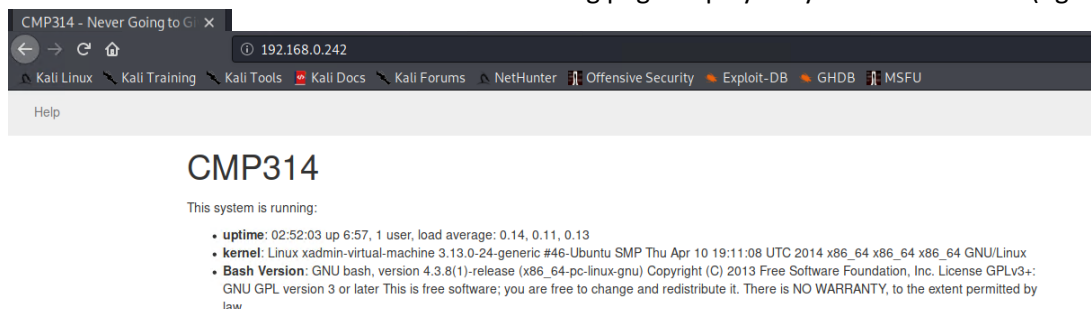 CMP314 - Never Going to Gl
192.168.0.242
Kali Linux Kali Training Kali Tools Kali Docs Kali Forums NetHunter Offensive Security Exploit-DB GHDB MSFU
Help
CMP314
This system is running:
• uptime: 02:52:03 up 6:57, 1 user, load average: 0.14, 0.11, 0.13
• kernel: Linux xadmin-virtual-machine 3.13.0-24-generic #46-Ubuntu SMP Thu Apr 10 19:11:08 UTC 2014 x86_64 x86_64 x86_64 GNU/Linux
• Bash Version: GNU bash, version 4.3.8(1)-release (x86_64-pc-linux-gnu) Copyright (C) 2013 Free Software Foundation, Inc. License GPLv3+:
GNU GPL version 3 or later This is free software; you are free to change and redistribute it. There is NO WARRANTY, to the extent permitted by
law